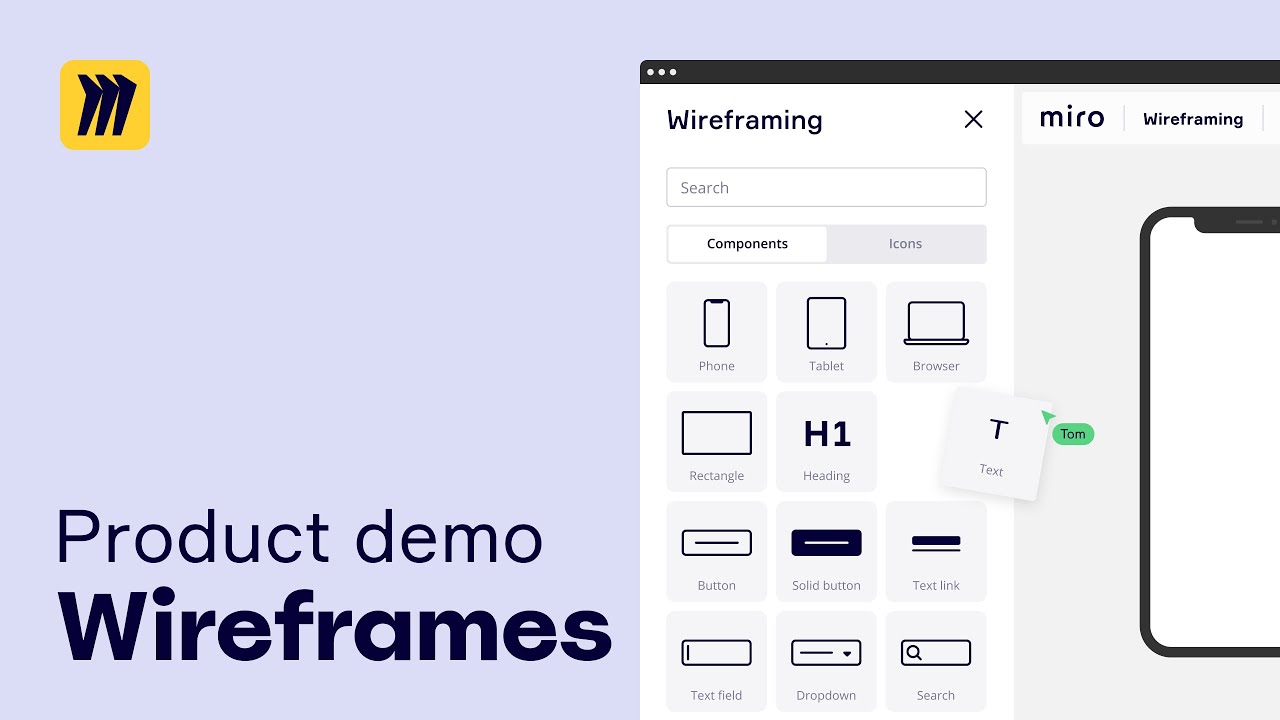 Product demo
Wireframes
Wireframing
Search
Components Icons
Phone Tablet Browser
Rectangle H1 Heading
T
Text
Tom
Button Solid button Text link
Text field Dropdown Search
miro Wireframing